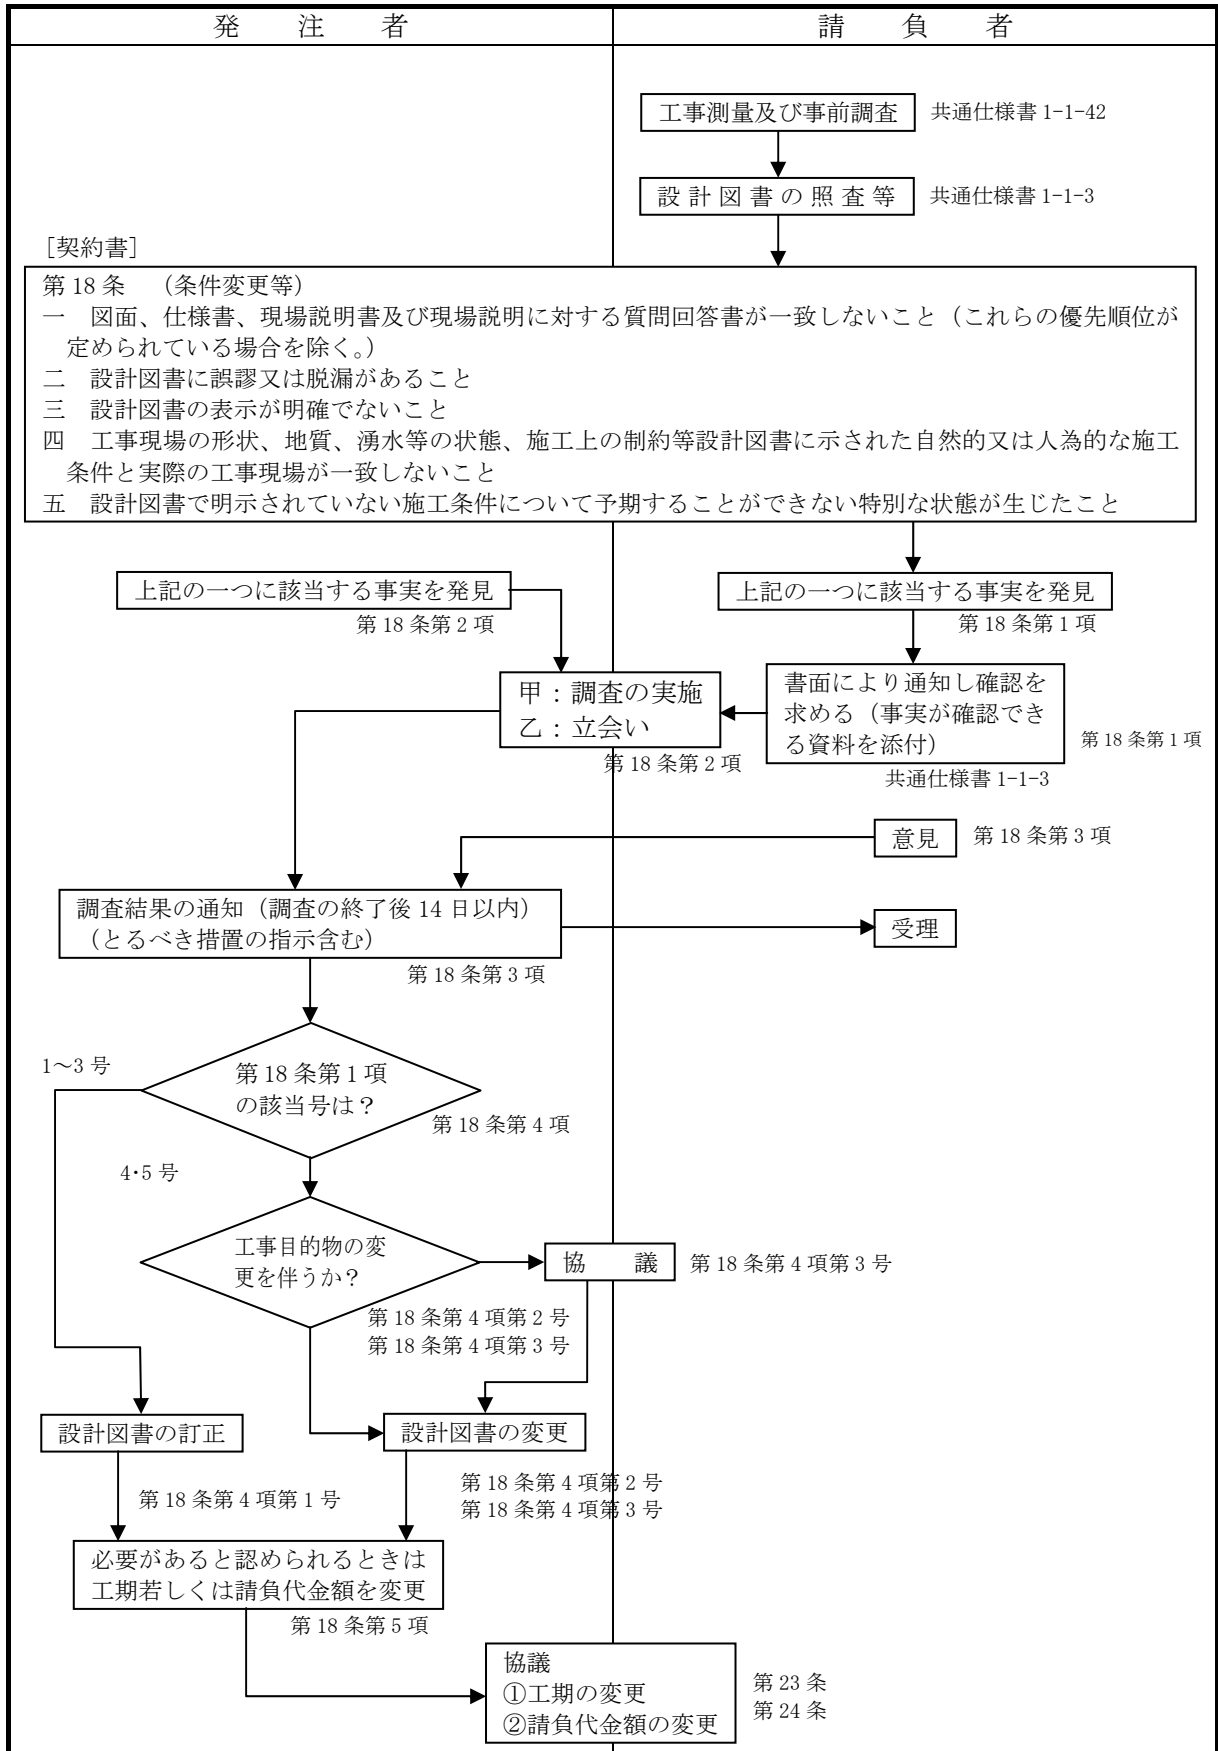 発　注　者
請　負　者
工事測量及び事前調査
共通仕様書 1-1-42
設計図書の照査等
共通仕様書 1-1-3
［契約書］
第 18 条　（条件変更等）
一　図面、仕様書、現場説明書及び現場説明に対する質問回答書が一致しないこと（これらの優先順位が
定められている場合を除く。）
二　設計図書に誤謬又は脱漏があること
三　設計図書の表示が明確でないこと
四　工事現場の形状、地質、湧水等の状態、施工上の制約等設計図書に示された自然的又は人為的な施工
条件と実際の工事現場が一致しないこと
五　設計図書で明示されていない施工条件について予期することができない特別な状態が生じたこと
上記の一つに該当する事実を発見
第 18 条第 2 項
上記の一つに該当する事実を発見
第 18 条第 1 項
甲：調査の実施
乙：立会い
第 18 条第 2 項
書面により通知し確認を
求める（事実が確認でき
る資料を添付）
第 18 条第 1 項
共通仕様書 1-1-3
意見
第 18 条第 3 項
調査結果の通知（調査の終了後 14 日以内）
（とるべき措置の指示含む）
第 18 条第 3 項
受理
1～3 号
第 18 条第 1 項
の該当号は？
第 18 条第 4 項
4･5 号
工事目的物の変
更を伴うか？
協　議
第 18 条第 4 項第 3 号
第 18 条第 4 項第 2 号
第 18 条第 4 項第 3 号
設計図書の訂正
設計図書の変更
第 18 条第 4 項第 1 号
第 18 条第 4 項第 2 号
第 18 条第 4 項第 3 号
必要があると認められるときは
工期若しくは請負代金額を変更
第 18 条第 5 項
協議
①工期の変更
②請負代金額の変更
第 23 条
第 24 条